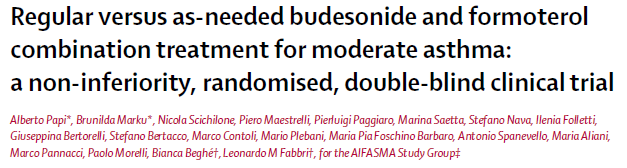 Regular versus as-needed budesonide and formoterol
combination treatment for moderate asthma:
a non-inferiority, randomised, double-blind clinical trial
Alberto Papi*, Brunilda Marku*, Nicola Scichilone, Piero Maestrelli, Pierluigi Paggiaro, Marina Saetta, Stefano Nava, Ilenia Folletti,
Giuseppina Bertorelli, Stefano Bertacco, Marco Contoli, Mario Plebani, Maria Pia Foschino Barbaro, Antonio Spanevello, Maria Aliani,
Marco Pannacci, Paolo Morelli, Bianca Beghé†, Leonardo M Fabbri†, for the AIFASMA Study Group‡